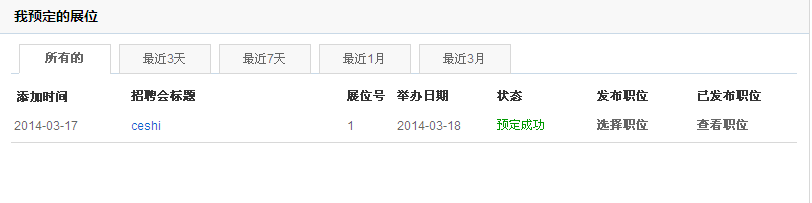 我预定的展位
所有的 最近3天 最近7天 最近1月 最近3月
添加时间 招聘会标题 展位号 举办日期 状态 发布职位 已发布职位
2014-03-17 ceshi 1 2014-03-18 预定成功 选择职位 查看职位